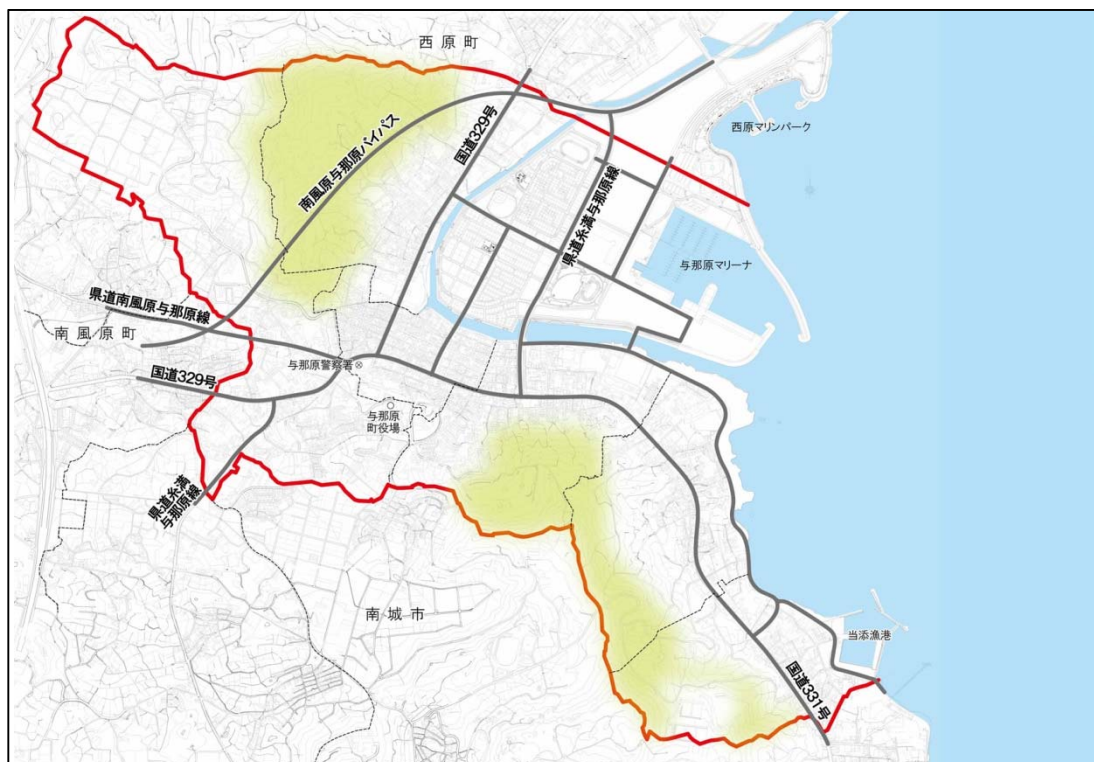 西原町
国道329号
南風原与那原バイパス
西原マリンパーク
県道糸満与那原線
与那原マリーナ
県道南風原与那原線
南風原町
与那原警察署
国道329号
与那原
町役場
県道糸満
与那原線
南城市
当添漁港
国道331号